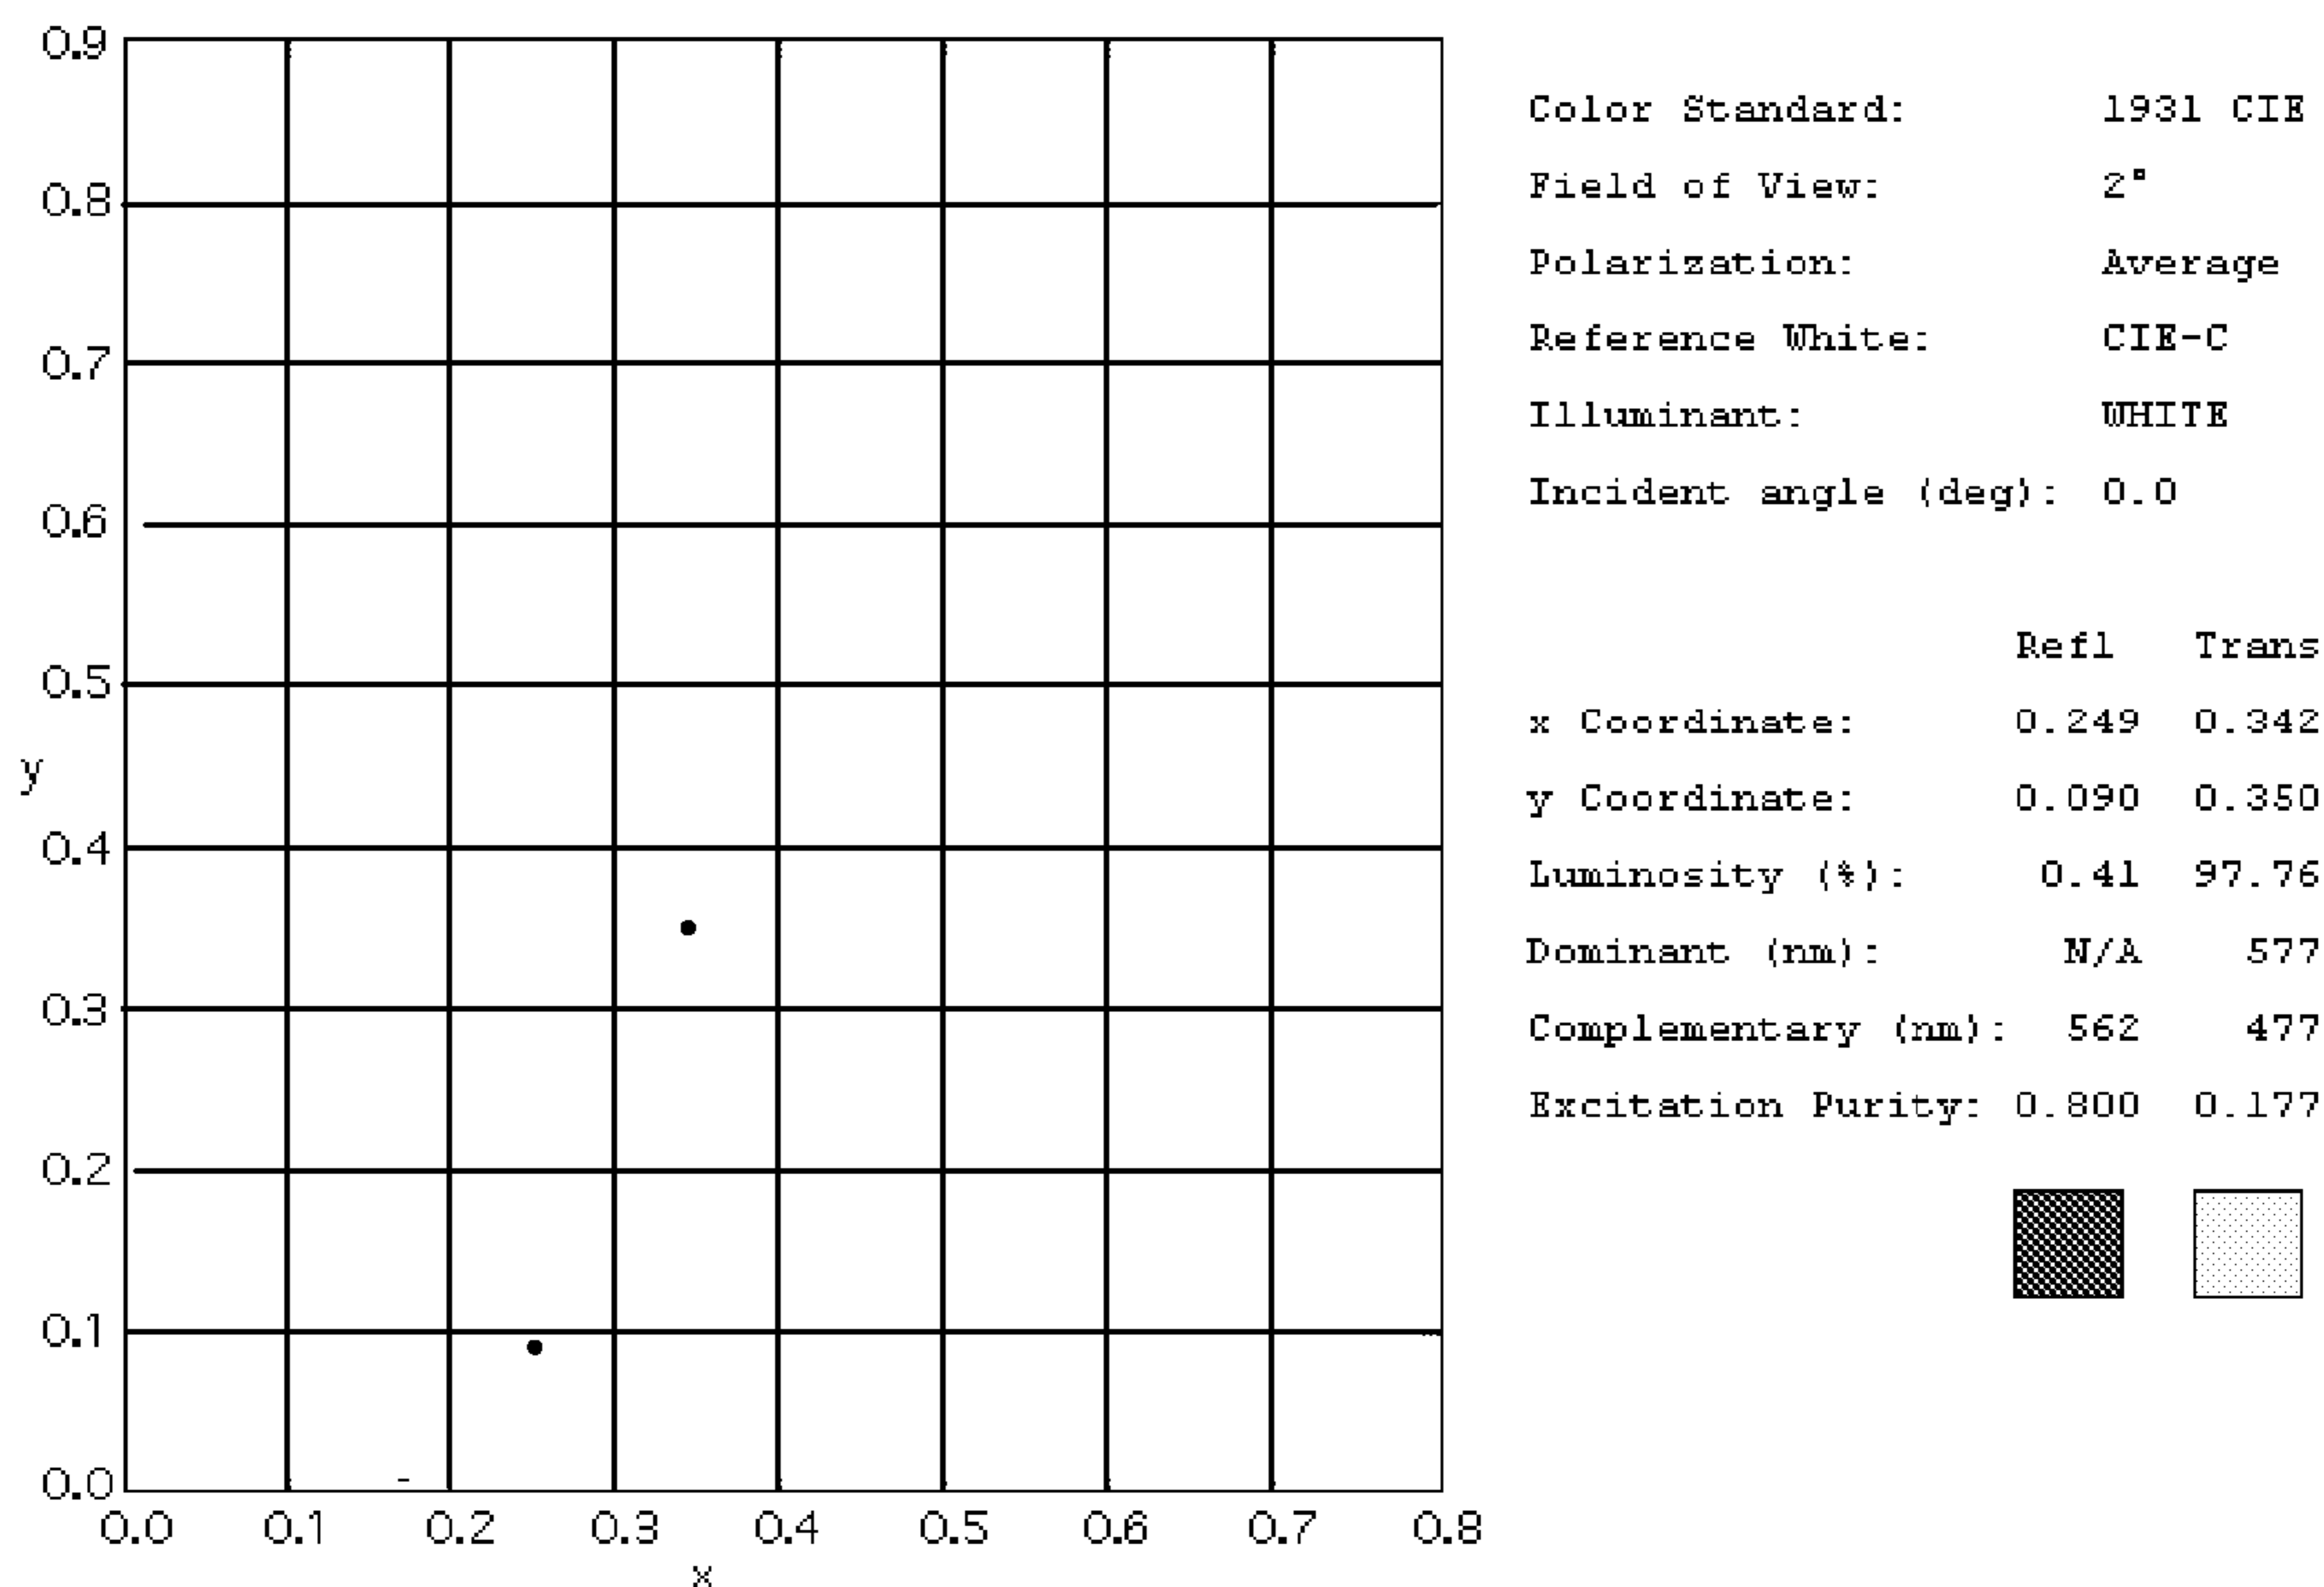 0.9
0.8
0.7
0.6
0.5
y
0.4
0.3
0.2
0.1
0.0
0.0 0.1 0.2 0.3 0.4 0.5 0.6 0.7 0.8
x
Color Standard: 1931 CIE
Field of View: 2°
Polarization: Average
Reference White: CIE-C
Illuminant: WHITE
Incident angle (deg): 0.0
Refl Trans
x Coordinate: 0.249 0.342
y Coordinate: 0.090 0.350
Luminosity (%): 0.41 97.76
Dominant (nm): N/A 577
Complementary (nm): 562 477
Excitation Purity: 0.800 0.177